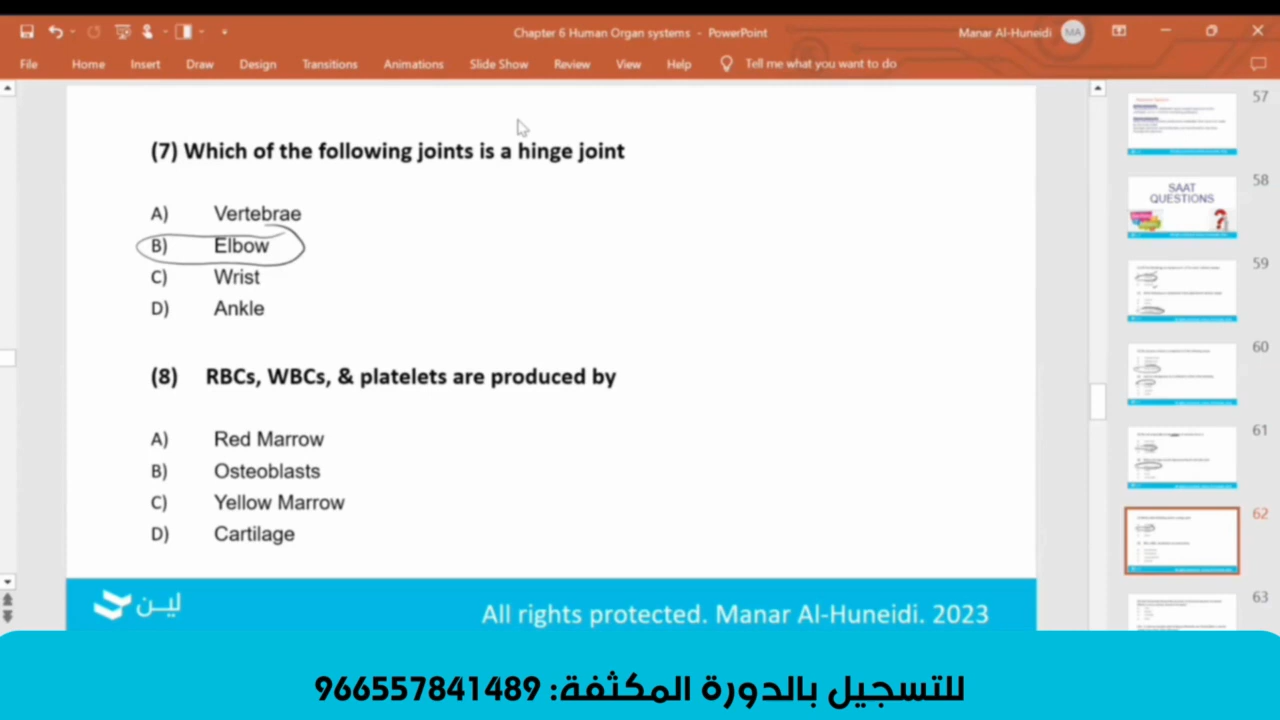 Chapter 6 Human Organ systems - PowerPoint
Manar Al-Huneidi MA
File Home Insert Draw Design Transitions Animations Slide Show Review View Help Tell me what you want to do
(7) Which of the following joints is a hinge joint
A) Vertebrae
B) Elbow
C) Wrist
D) Ankle
(8) RBCs, WBCs, & platelets are produced by
A) Red Marrow
B) Osteoblasts
C) Yellow Marrow
D) Cartilage
لين
All rights protected. Manar Al-Huneidi. 2023
57
58
SAAT
QUESTIONS
59
60
61
62
63
للتسجيل بالدورة المكثفة: 966557841489